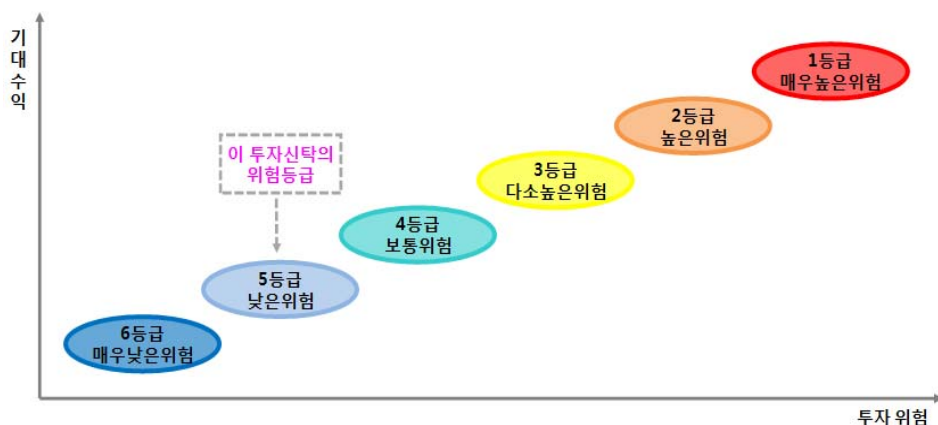 기
대
수
익
1등급
매우높은위험
2등급
높은위험
이 투자신탁의
위험등급
3등급
다소높은위험
4등급
보통위험
5등급
낮은위험
6등급
매우낮은위험
투자 위험